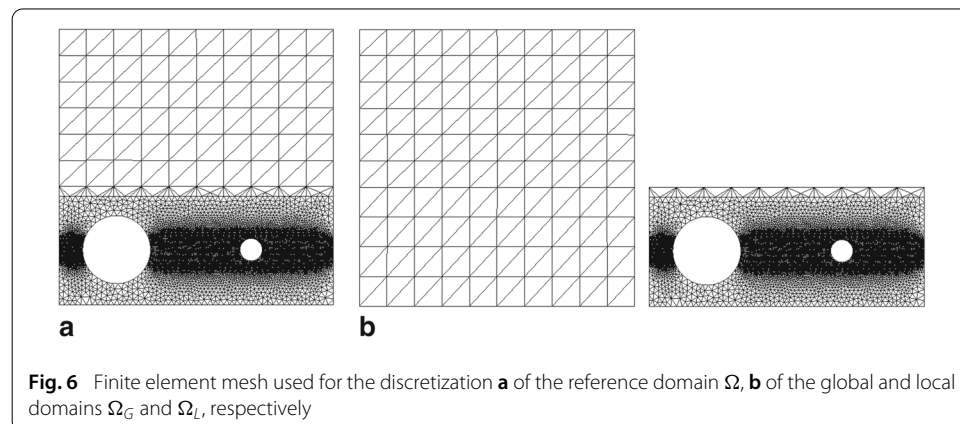 a
b
Fig. 6 Finite element mesh used for the discretization a of the reference domain Ω, b of the global and local
domains Ω_G and Ω_L, respectively